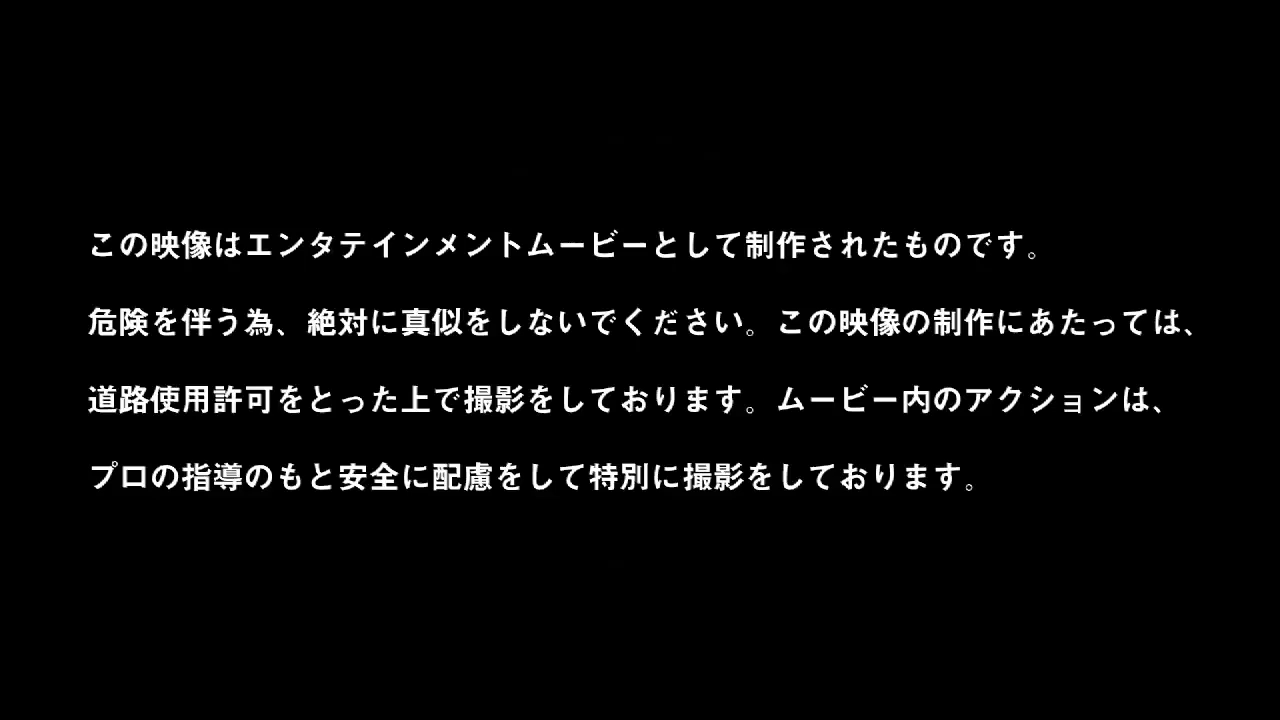 この映像はエンタテインメントムービーとして制作されたものです。
危険を伴う為、絶対に真似をしないでください。この映像の制作にあたっては、
道路使用許可をとった上で撮影をしております。ムービー内のアクションは、
プロの指導のもと安全に配慮をして特別に撮影をしております。